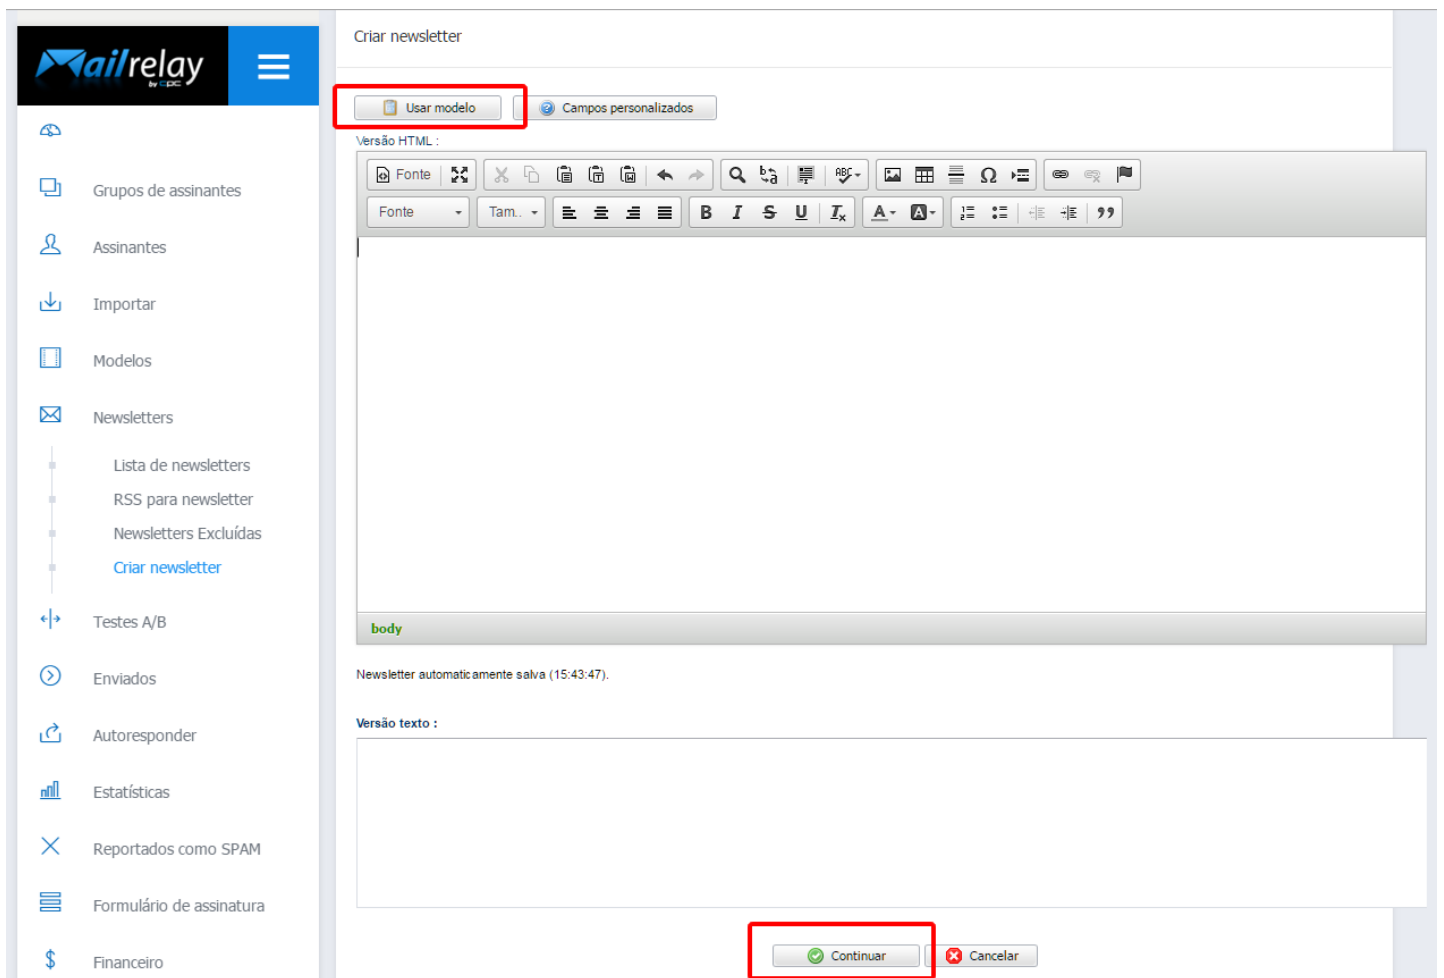 Mailrelay
by cpc
Grupos de assinantes
Assinantes
Importar
Modelos
Newsletters
Lista de newsletters
RSS para newsletter
Newsletters Excluídas
Criar newsletter
Testes A/B
Enviados
Autoresponder
Estatísticas
Reportados como SPAM
Formulário de assinatura
Financeiro
Criar newsletter
Usar modelo Campos personalizados
Versão HTML :
Fonte ABC Ω
Fonte Tam.. B I S U Tx A A
body
Newsletter automaticamente salva (15:43:47).
Versão texto :
Continuar Cancelar